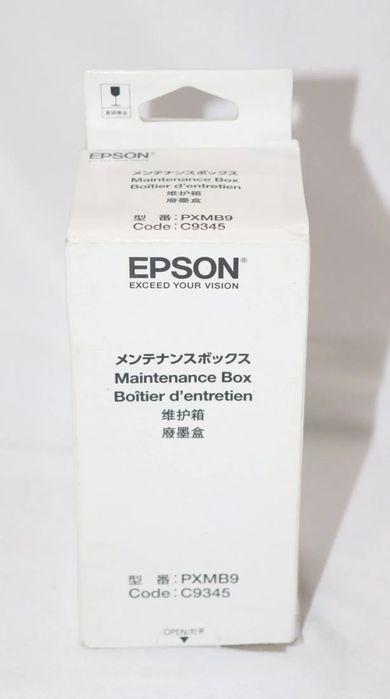 EPSON®
メンテナンスボックス
Maintenance Box
Boîtier d'entretien
维护箱
廢墨盒
型 番:PXMB9
Code:C9345
EPSON®
EXCEED YOUR VISION
メンテナンスボックス
Maintenance Box
Boîtier d'entretien
维护箱
廢墨盒
型 番:PXMB9
Code:C9345
OPEN/打开